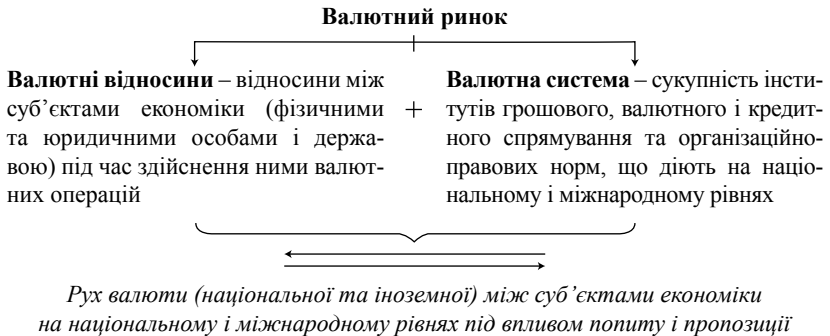 Валютний ринок
Валютні відносини – відносини між
суб’єктами економіки (фізичними
та юридичними особами і держа-
вою) під час здійснення ними валют-
них операцій
+
Валютна система – сукупність інсти-
тутів грошового, валютного і кредит-
ного спрямування та організаційно-
правових норм, що діють на націо-
нальному і міжнародному рівнях
Рух валюти (національної та іноземної) між суб’єктами економіки
на національному і міжнародному рівнях під впливом попиту і пропозиції